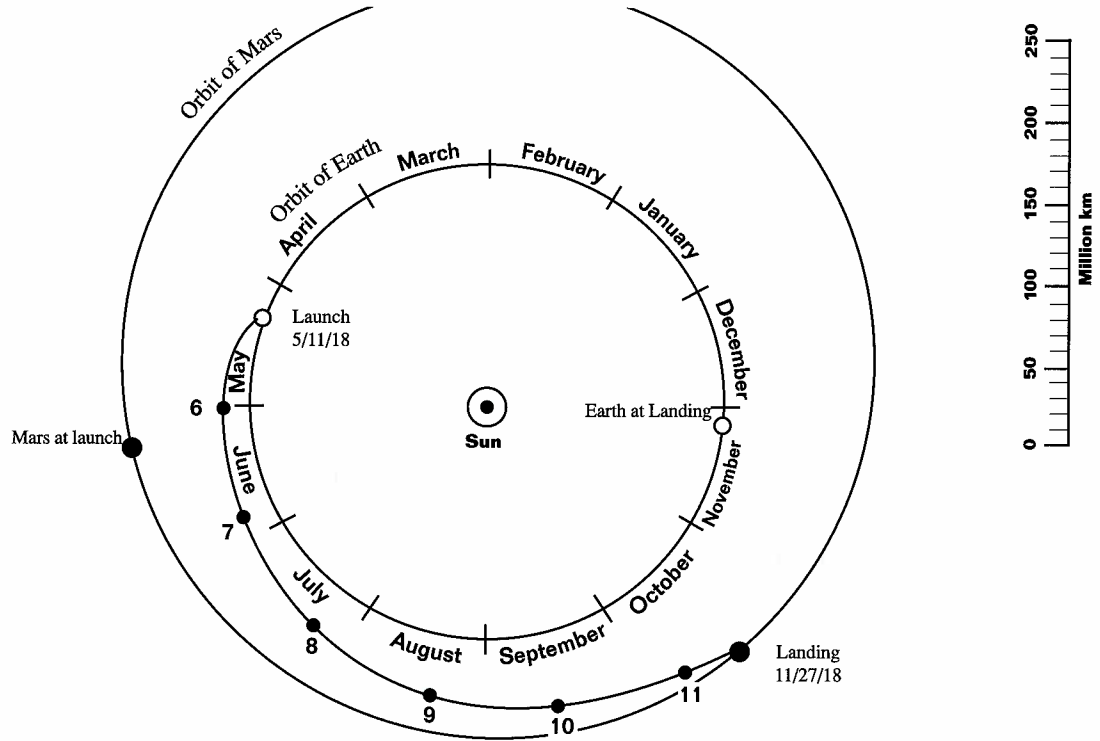 Orbit of Mars
Orbit of Earth
March
February
April
January
Launch
5/11/18
December
May
6
Earth at Landing
Sun
Mars at launch
June
November
7
July
October
8
August
September
Landing
11/27/18
9
10
11
250
200
150
100
50
0
Million km